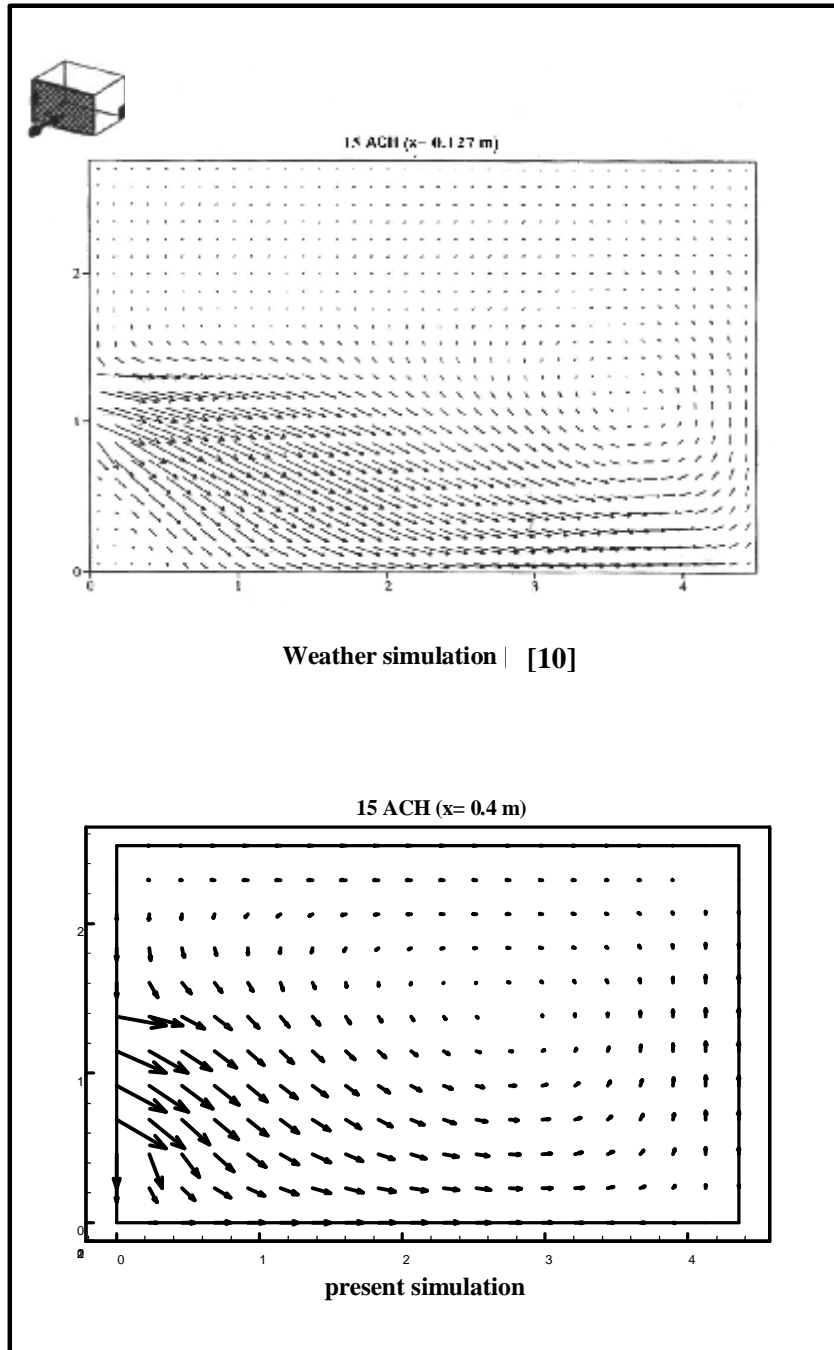 15 ACH (x= 0.127 m)
2
1
0
0 1 2 3 4
Weather simulation [10]
15 ACH (x= 0.4 m)
2
1
0
0 1 2 3 4
present simulation